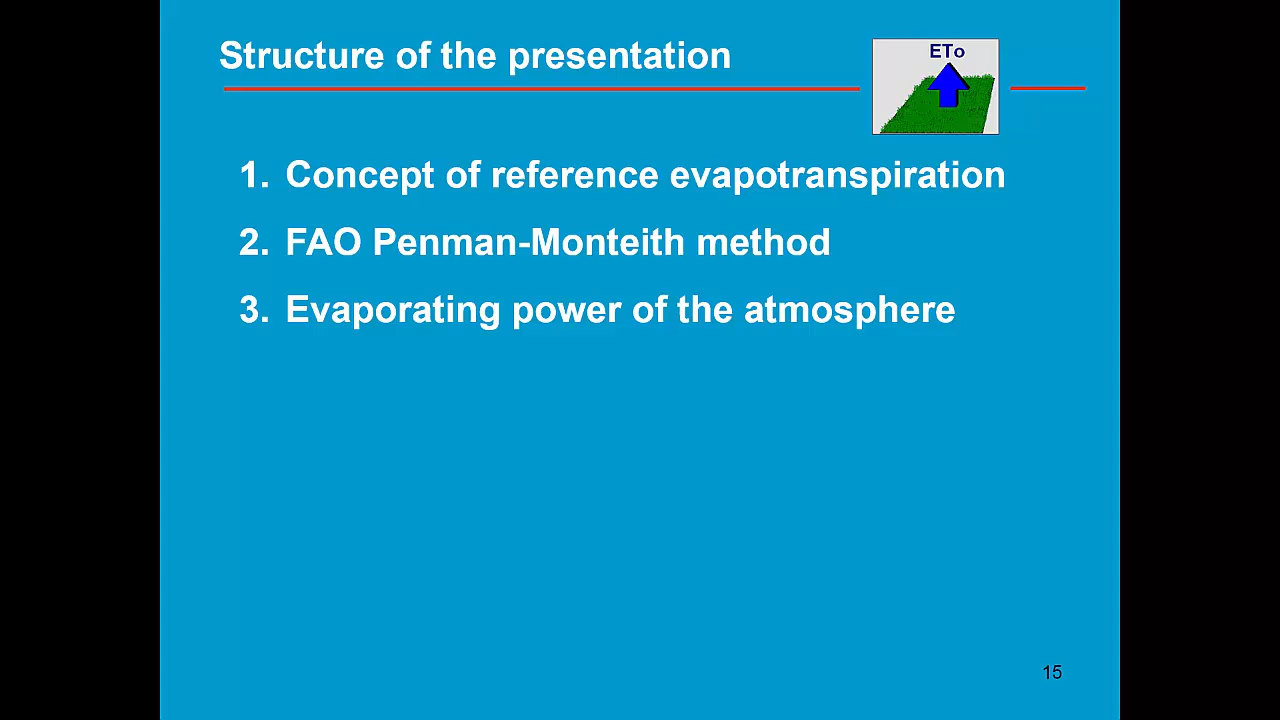 Structure of the presentation
ETo
1. Concept of reference evapotranspiration
2. FAO Penman-Monteith method
3. Evaporating power of the atmosphere
15